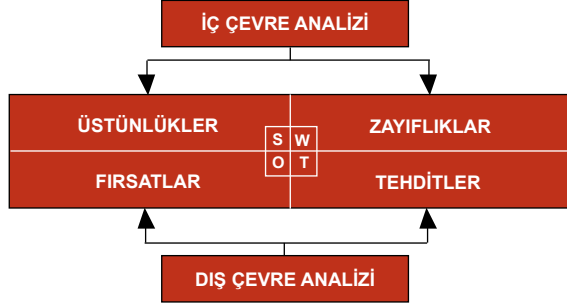 İÇ ÇEVRE ANALİZİ
ÜSTÜNLÜKLER
ZAYIFLIKLAR
S W
O T
FIRSATLAR
TEHDİTLER
DIŞ ÇEVRE ANALİZİ